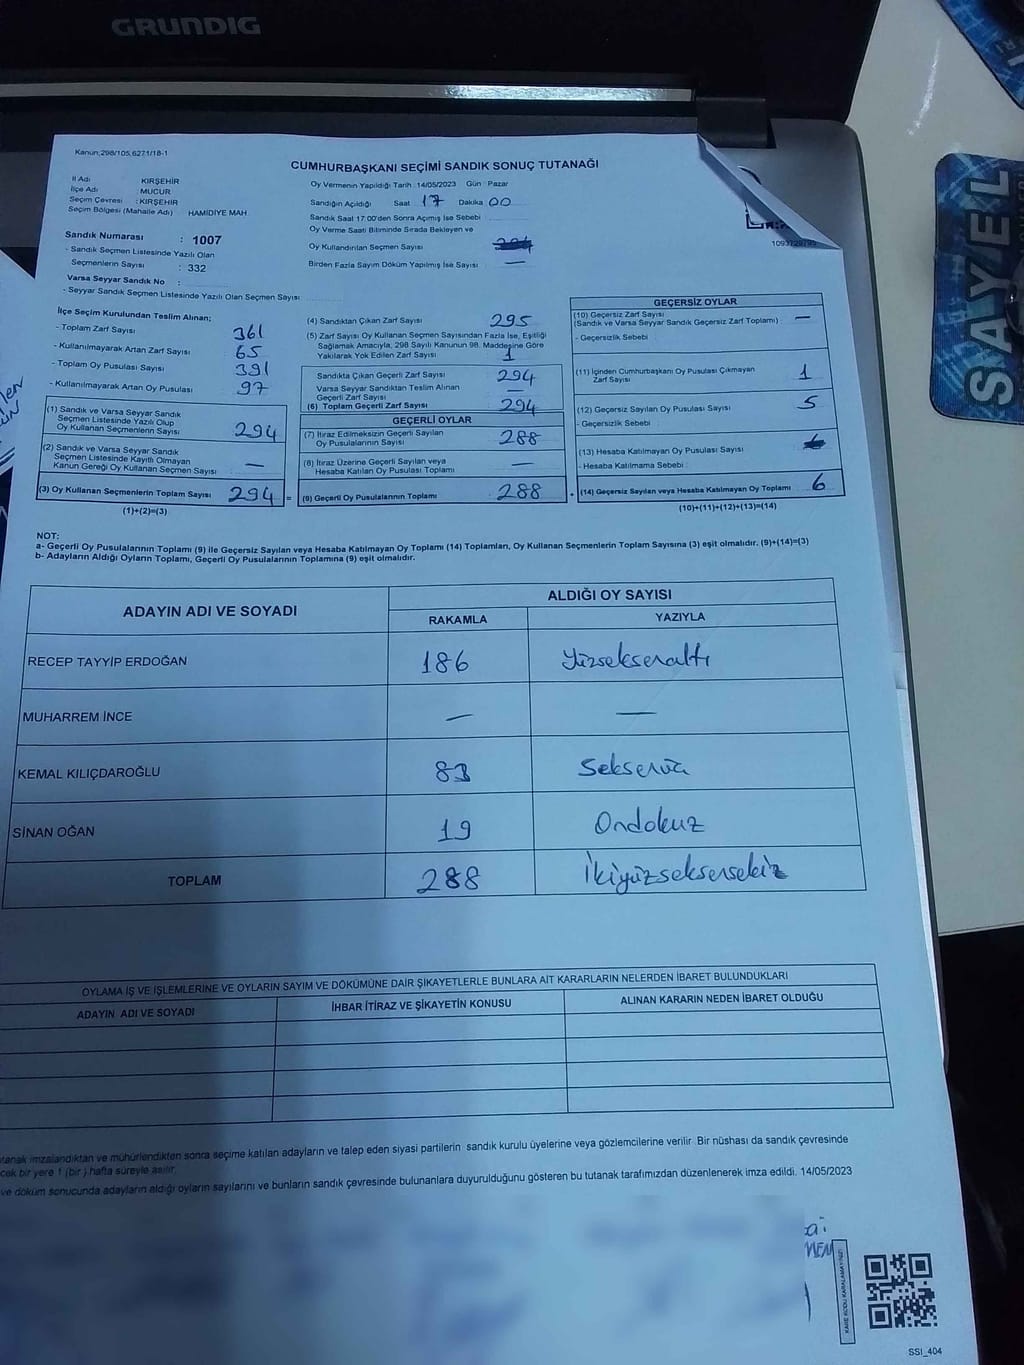 GRUNDIG
SAYEL
Kanun,298/105,6271/18-1
CUMHURBAŞKANI SEÇİMİ SANDIK SONUÇ TUTANAĞI
İl Adı KIRŞEHİR
İlçe Adı : MUCUR
Seçim Çevresi : KIRŞEHİR
Seçim Bölgesi (Mahalle Adı) HAMİDİYE MAH.
Oy Vermenin Yapıldığı Tarih : 14/05/2023 Gün : Pazar
Sandığın Açıldığı Saat 17 Dakika 00
Sandık Saat 17:00'den Sonra Açımış İse Sebebi
Oy Verme Saati Bitiminde Sırada Bekleyen ve
Oy Kullandırılan Seçmen Sayısı
Birden Fazla Sayım Döküm Yapılmış İse Sayısı —
Sandık Numarası : 1007
- Sandık Seçmen Listesinde Yazılı Olan
Seçmenlerin Sayısı : 332
Varsa Seyyar Sandık No :
- Seyyar Sandık Seçmen Listesinde Yazılı Olan Seçmen Sayısı
İlçe Seçim Kurulundan Teslim Alınan;
- Toplam Zarf Sayısı 361
- Kullanılmayarak Artan Zarf Sayısı 65
- Toplam Oy Pusulası Sayısı 391
- Kullanılmayarak Artan Oy Pusulası 97
(1) Sandık ve Varsa Seyyar Sandık
Seçmen Listesinde Yazılı Olup
Oy Kullanan Seçmenlerin Sayısı 294
(2) Sandık ve Varsa Seyyar Sandık
Seçmen Listesinde Kayıtlı Olmayan
Kanun Gereği Oy Kullanan Seçmen Sayısı —
(3) Oy Kullanan Seçmenlerin Toplam Sayısı 294 =
(1)+(2)=(3)
(4) Sandıktan Çıkan Zarf Sayısı 295
(5) Zarf Sayısı Oy Kullanan Seçmen Sayısından Fazla İse, Eşitliği
Sağlamak Amacıyla, 298 Sayılı Kanunun 98. Maddesine Göre
Yakılarak Yok Edilen Zarf Sayısı 1
Sandıkta Çıkan Geçerli Zarf Sayısı 294
Varsa Seyyar Sandıktan Teslim Alınan
Geçerli Zarf Sayısı —
(6) Toplam Geçerli Zarf Sayısı 294
GEÇERLİ OYLAR
(7) İtiraz Edilmeksizin Geçerli Sayılan
Oy Pusulalarının Sayısı 288
(8) İtiraz Üzerine Geçerli Sayılan veya
Hesaba Katılan Oy Pusulası Toplamı —
(9) Geçerli Oy Pusulalarının Toplamı 288
GEÇERSİZ OYLAR
(10) Geçersiz Zarf Sayısı —
(Sandık ve Varsa Seyyar Sandık Geçersiz Zarf Toplamı)
- Geçersizlik Sebebi :
(11) İçinden Cumhurbaşkanı Oy Pusulası Çıkmayan
Zarf Sayısı 1
(12) Geçersiz Sayılan Oy Pusulası Sayısı 5
- Geçersizlik Sebebi :
(13) Hesaba Katılmayan Oy Pusulası Sayısı
- Hesaba Katılmama Sebebi :
(14) Geçersiz Sayılan veya Hesaba Katılmayan Oy Toplamı 6
(10)+(11)+(12)+(13)=(14)
NOT:
a- Geçerli Oy Pusulalarının Toplamı (9) ile Geçersiz Sayılan veya Hesaba Katılmayan Oy Toplamı (14) Toplamları, Oy Kullanan Seçmenlerin Toplam Sayısına (3) eşit olmalıdır. (9)+(14)=(3)
b- Adayların Aldığı Oyların Toplamı, Geçerli Oy Pusulalarının Toplamına (9) eşit olmalıdır.
ADAYIN ADI VE SOYADI ALDIĞI OY SAYISI
RAKAMLA YAZIYLA
RECEP TAYYİP ERDOĞAN 186 Yüzseksenaltı
MUHARREM İNCE — —
KEMAL KILIÇDAROĞLU 83 Seksenüç
SİNAN OĞAN 19 Ondokuz
TOPLAM 288 İkiyüzseksensekiz
OYLAMA İŞ VE İŞLEMLERİNE VE OYLARIN SAYIM VE DÖKÜMÜNE DAİR ŞİKAYETLERLE BUNLARA AİT KARARLARIN NELERDEN İBARET BULUNDUKLARI
ADAYIN ADI VE SOYADI İHBAR İTİRAZ VE ŞİKAYETİN KONUSU ALINAN KARARIN NEDEN İBARET OLDUĞU
imzalandıktan ve mühürlendikten sonra seçime katılan adayların ve talep eden siyasi partilerin sandık kurulu üyelerine veya gözlemcilerine verilir. Bir nüshası da sandık çevresinde
bir yere 1 (bir) hafta süreyle asılır.
ve döküm sonucunda adayların aldığı oyların sayılarını ve bunların sandık çevresinde bulunanlara duyurulduğunu gösteren bu tutanak tarafımızdan düzenlenerek imza edildi. 14/05/2023
SSI_404